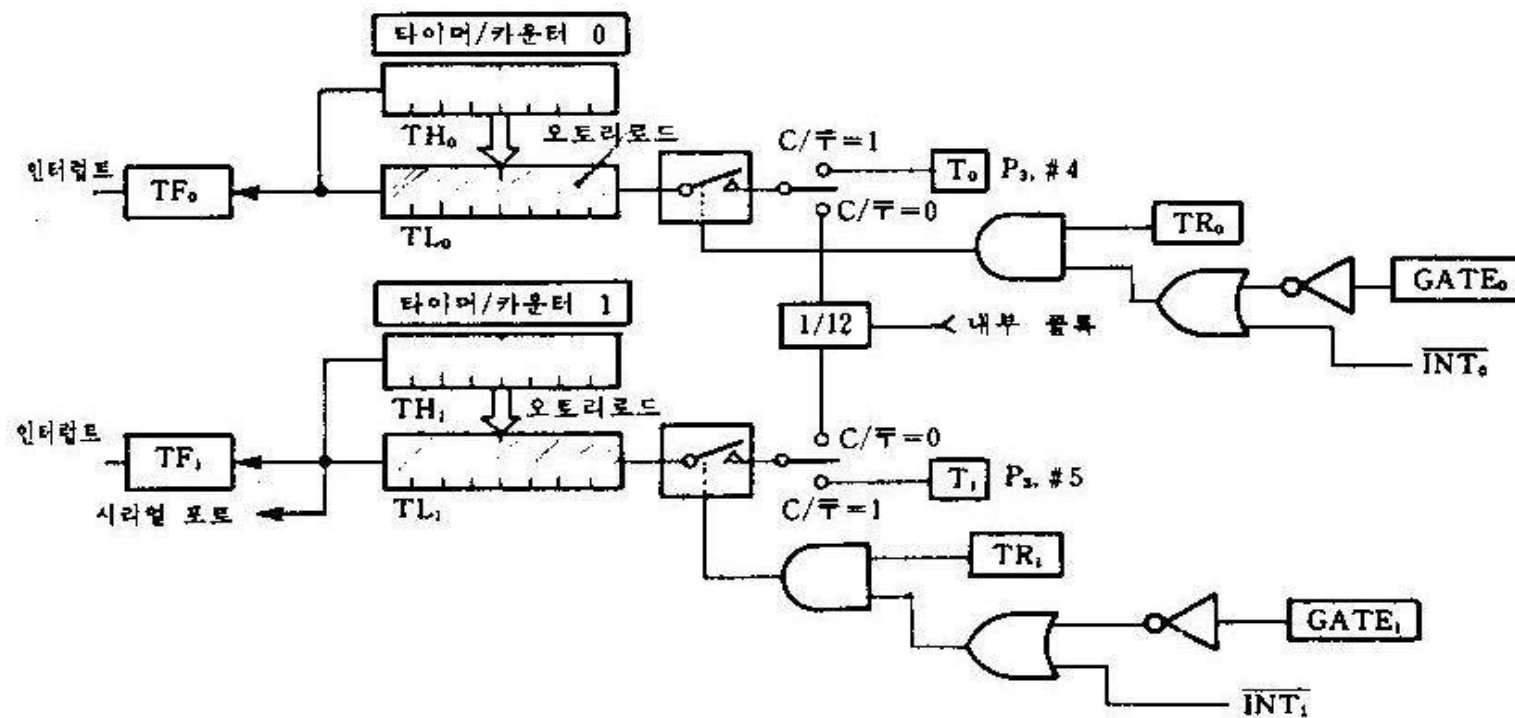 타이머/카운터 0
TH₀
오토리로드
인터럽트
TF₀
TL₀
C/T̅=1
T₀ P₃, #4
C/T̅=0
TR₀
GATE₀
I̅N̅T̅₀
타이머/카운터 1
1/12
내부 클록
TH₁
오토리로드
인터럽트
TF₁
시리얼 포트
TL₁
C/T̅=0
T₁ P₃, #5
C/T̅=1
TR₁
GATE₁
I̅N̅T̅₁